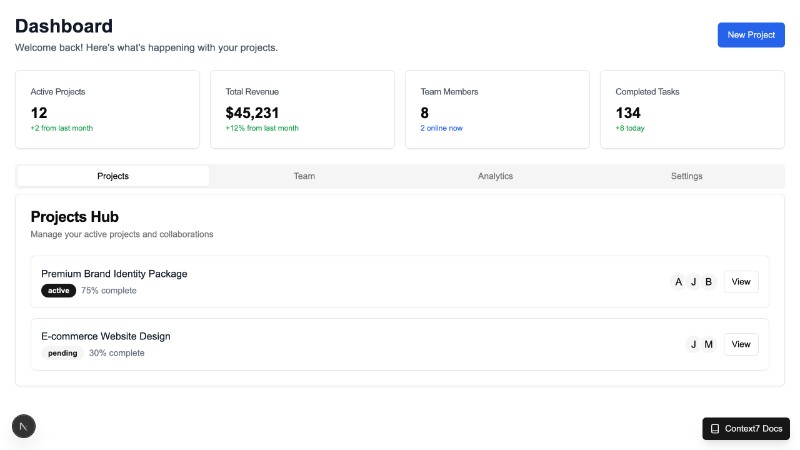 Dashboard
Welcome back! Here's what's happening with your projects.
New Project
Active Projects
12
+2 from last month
Total Revenue
$45,231
+12% from last month
Team Members
8
2 online now
Completed Tasks
134
+8 today
Projects
Team
Analytics
Settings
Projects Hub
Manage your active projects and collaborations
Premium Brand Identity Package
active 75% complete
A J B View
E-commerce Website Design
pending 30% complete
J M View
N
Context7 Docs